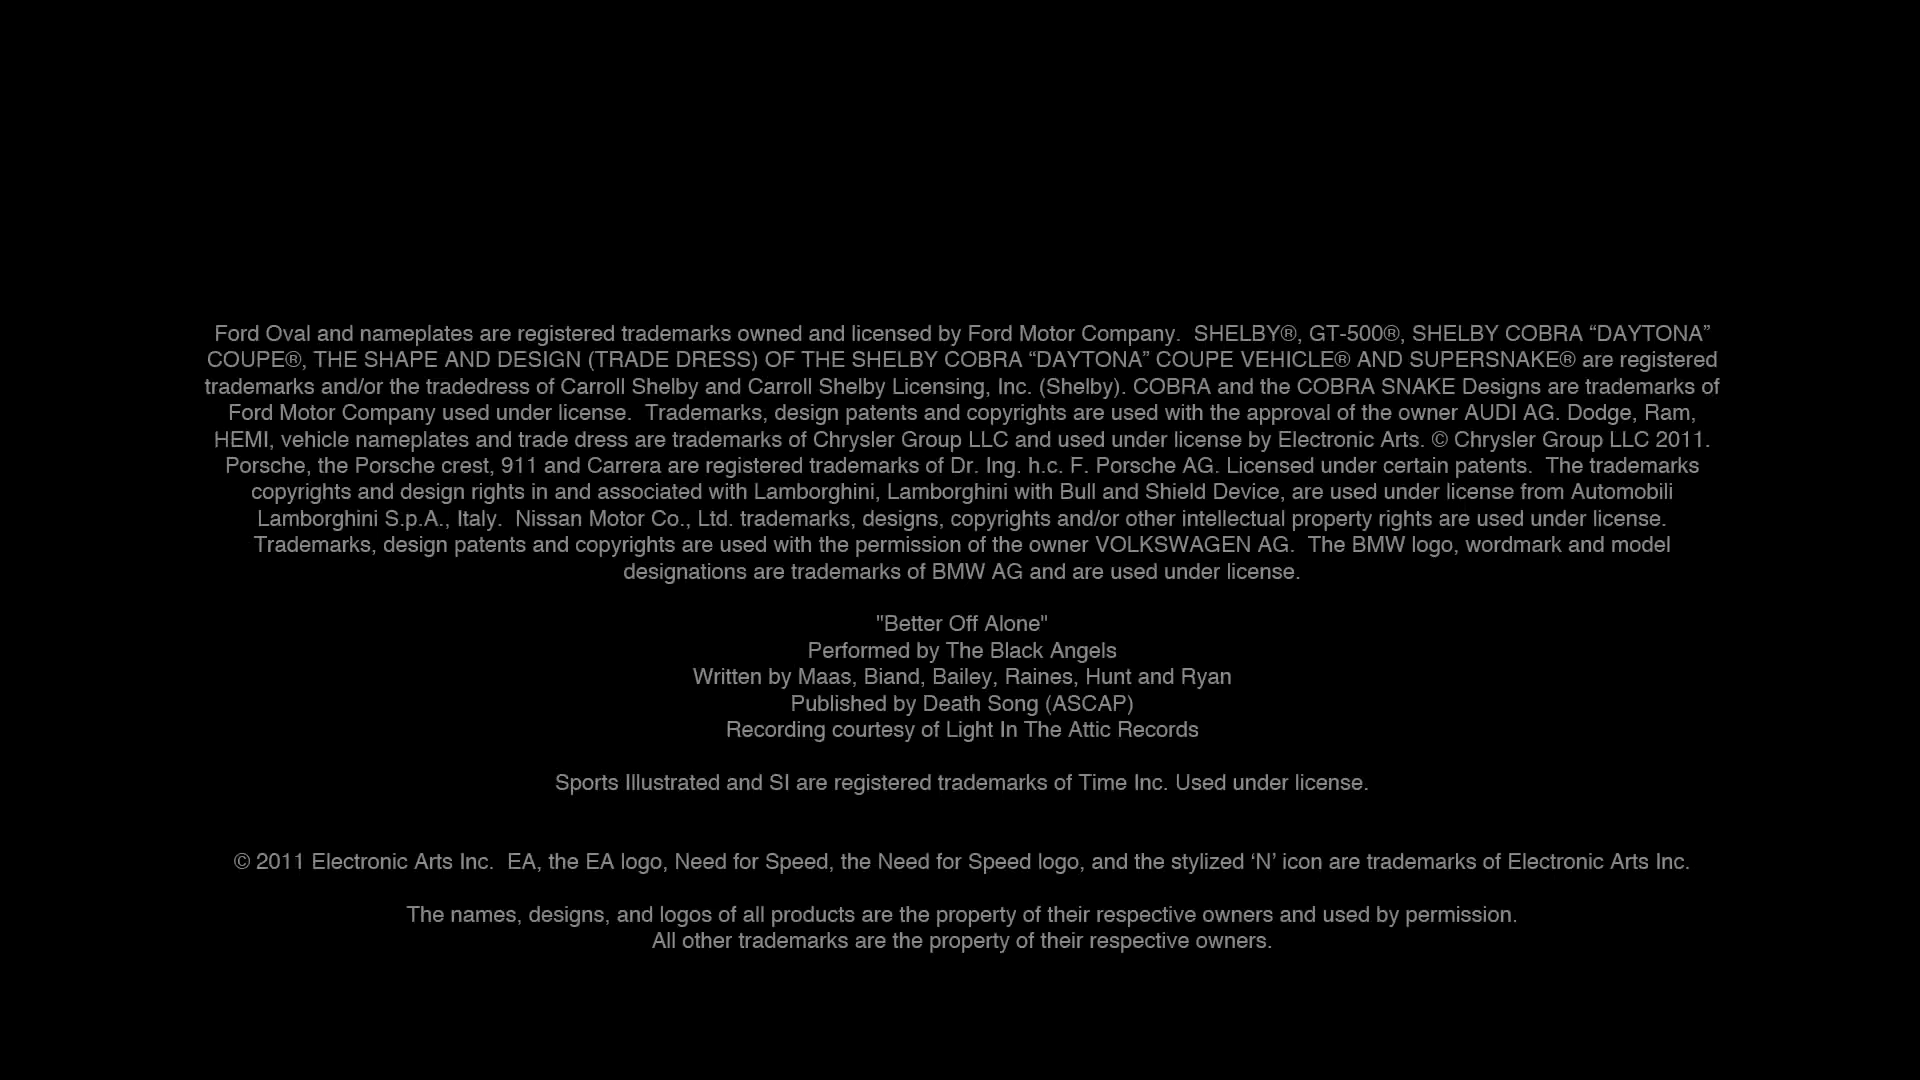 Ford Oval and nameplates are registered trademarks owned and licensed by Ford Motor Company.  SHELBY®, GT-500®, SHELBY COBRA “DAYTONA”
COUPE®, THE SHAPE AND DESIGN (TRADE DRESS) OF THE SHELBY COBRA “DAYTONA” COUPE VEHICLE® AND SUPERSNAKE® are registered
trademarks and/or the tradedress of Carroll Shelby and Carroll Shelby Licensing, Inc. (Shelby). COBRA and the COBRA SNAKE Designs are trademarks of
Ford Motor Company used under license.  Trademarks, design patents and copyrights are used with the approval of the owner AUDI AG. Dodge, Ram,
HEMI, vehicle nameplates and trade dress are trademarks of Chrysler Group LLC and used under license by Electronic Arts. © Chrysler Group LLC 2011.
Porsche, the Porsche crest, 911 and Carrera are registered trademarks of Dr. Ing. h.c. F. Porsche AG. Licensed under certain patents.  The trademarks
copyrights and design rights in and associated with Lamborghini, Lamborghini with Bull and Shield Device, are used under license from Automobili
Lamborghini S.p.A., Italy.  Nissan Motor Co., Ltd. trademarks, designs, copyrights and/or other intellectual property rights are used under license.
Trademarks, design patents and copyrights are used with the permission of the owner VOLKSWAGEN AG.  The BMW logo, wordmark and model
designations are trademarks of BMW AG and are used under license.
"Better Off Alone"
Performed by The Black Angels
Written by Maas, Biand, Bailey, Raines, Hunt and Ryan
Published by Death Song (ASCAP)
Recording courtesy of Light In The Attic Records
Sports Illustrated and SI are registered trademarks of Time Inc. Used under license.
© 2011 Electronic Arts Inc.  EA, the EA logo, Need for Speed, the Need for Speed logo, and the stylized ‘N’ icon are trademarks of Electronic Arts Inc.
The names, designs, and logos of all products are the property of their respective owners and used by permission.
All other trademarks are the property of their respective owners.